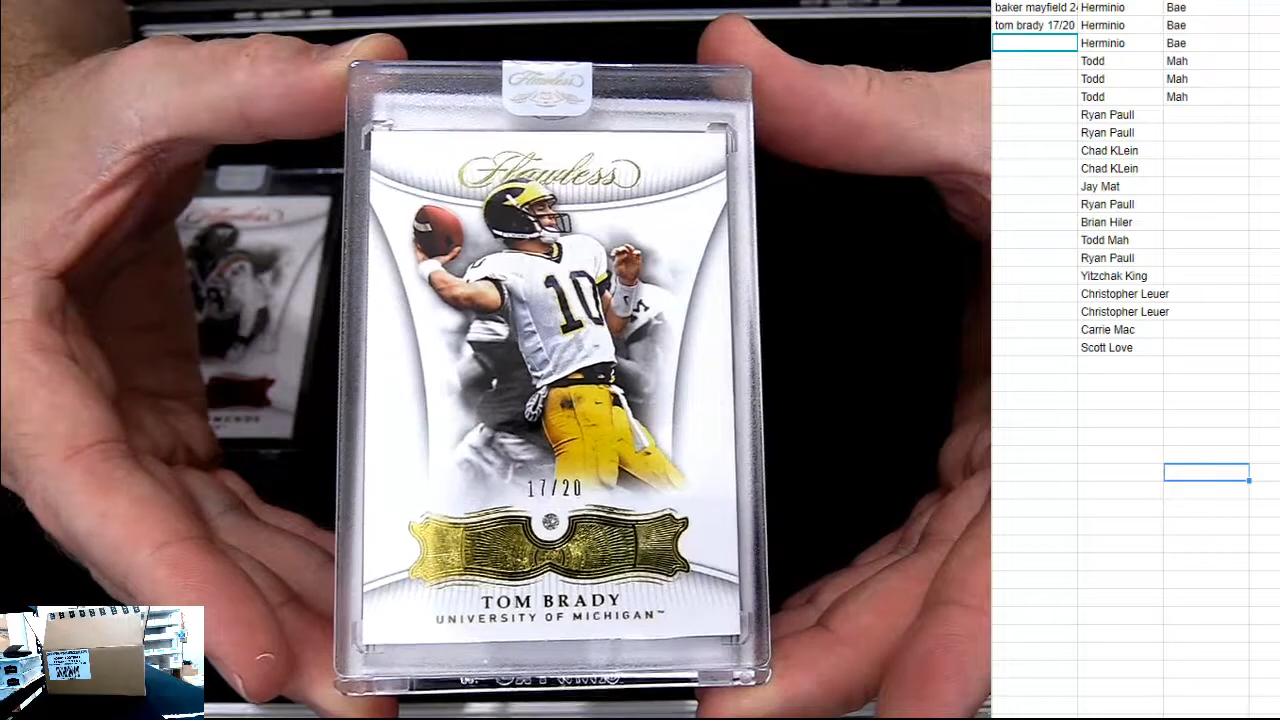 Flawless
Flawless
10
17/20
TOM BRADY
UNIVERSITY OF MICHIGAN™
baker mayfield 2 Herminio Bae
tom brady 17/20 Herminio Bae
Herminio Bae
Todd Mah
Todd Mah
Todd Mah
Ryan Paull
Ryan Paull
Chad KLein
Chad KLein
Jay Mat
Ryan Paull
Brian Hiler
Todd Mah
Ryan Paull
Yitzchak King
Christopher Leuer
Christopher Leuer
Carrie Mac
Scott Love